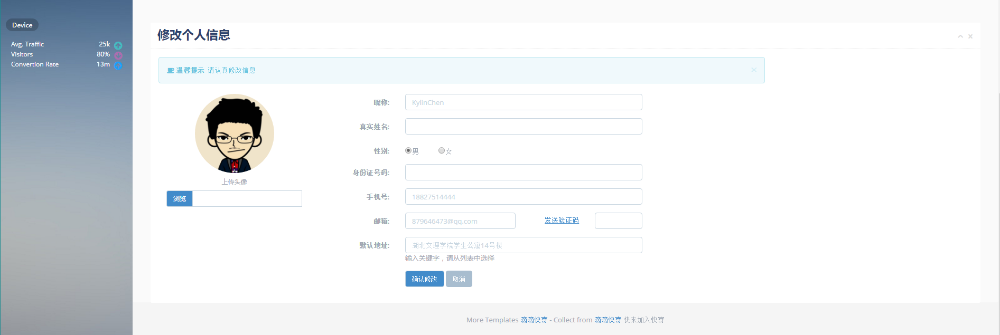 Device
Avg. Traffic 25k
Visitors 80%
Convertion Rate 13m
修改个人信息
温馨提示 请认真修改信息
上传头像
浏览
昵称: KylinChen
真实姓名:
性别: 男 女
身份证号码:
手机号: 18827514444
邮箱: 879646473@qq.com 发送验证码
默认地址: 湖北文理学院学生公寓14号楼
输入关键字，请从列表中选择
确认修改 取消
More Templates 滴滴快寄 - Collect from 滴滴快寄 快来加入快寄